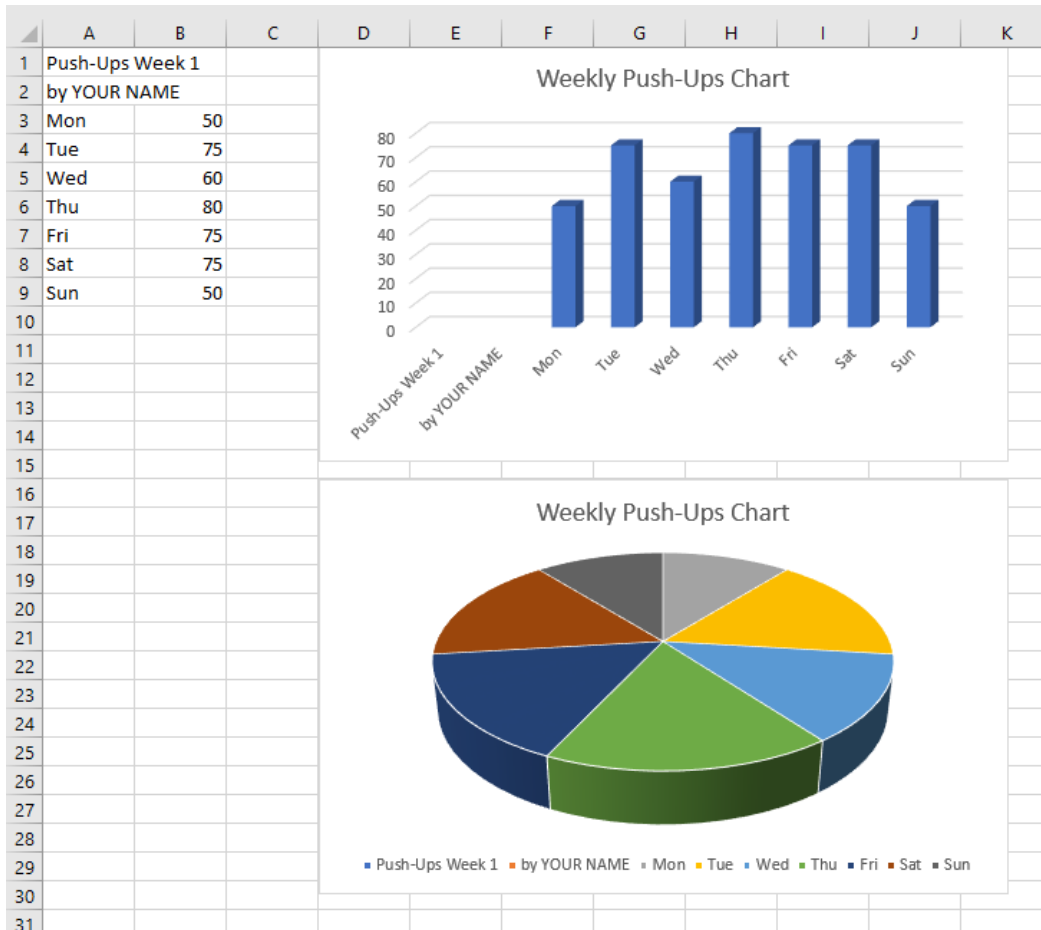 A B C D E F G H I J K
1 Push-Ups Week 1
2 by YOUR NAME
3 Mon 50
4 Tue 75
5 Wed 60
6 Thu 80
7 Fri 75
8 Sat 75
9 Sun 50
10
11
12
13
14
15
16
17
18
19
20
21
22
23
24
25
26
27
28
29
30
31
Weekly Push-Ups Chart
80
70
60
50
40
30
20
10
0
Push-Ups Week 1 by YOUR NAME Mon Tue Wed Thu Fri Sat Sun
Weekly Push-Ups Chart
Push-Ups Week 1 by YOUR NAME Mon Tue Wed Thu Fri Sat Sun